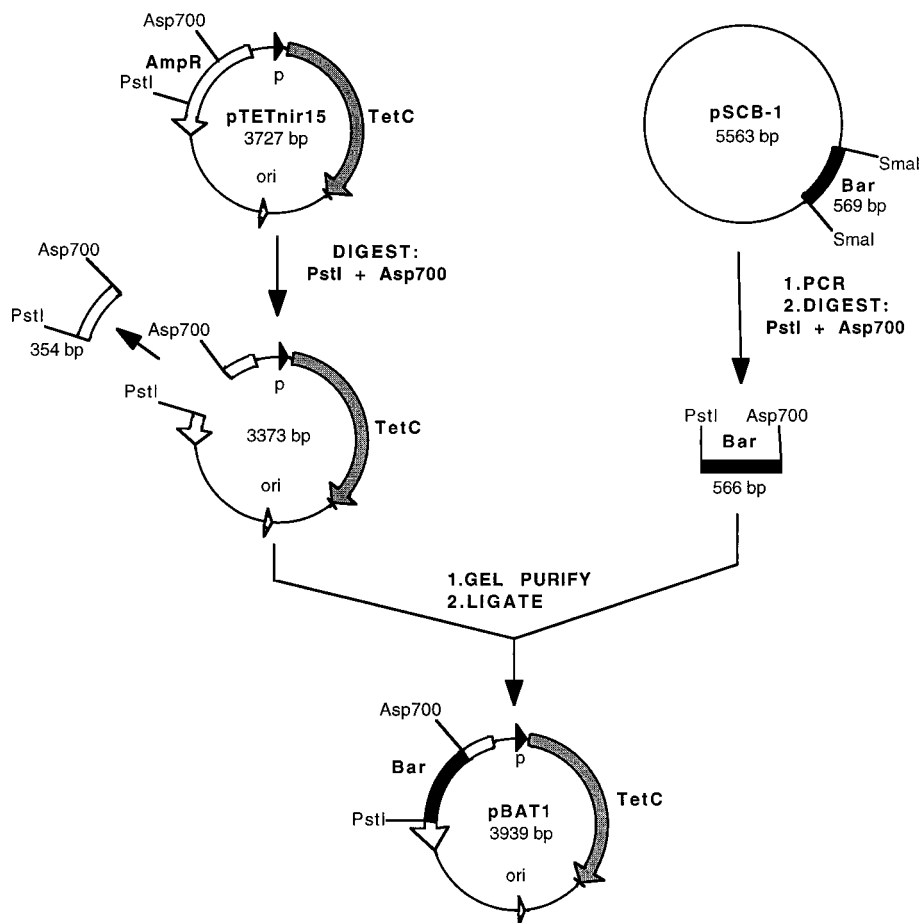 Asp700
AmpR
PstI
p
pTETnir15
3727 bp
TetC
ori
pSCB-1
5563 bp
SmaI
Bar
569 bp
SmaI
DIGEST:
PstI + Asp700
1.PCR
2.DIGEST:
PstI + Asp700
Asp700
PstI
354 bp
Asp700
p
PstI
3373 bp
TetC
ori
PstI Asp700
Bar
566 bp
1.GEL PURIFY
2.LIGATE
Asp700
Bar
p
PstI
pBAT1
3939 bp
TetC
ori